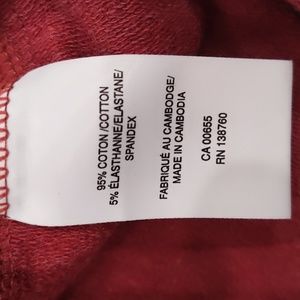 95% COTON /COTTON
5% ÉLASTHANNE/ELASTANE/
SPANDEX
FABRIQUÉ AU CAMBODGE/
MADE IN CAMBODIA
CA 00655
RN 138760